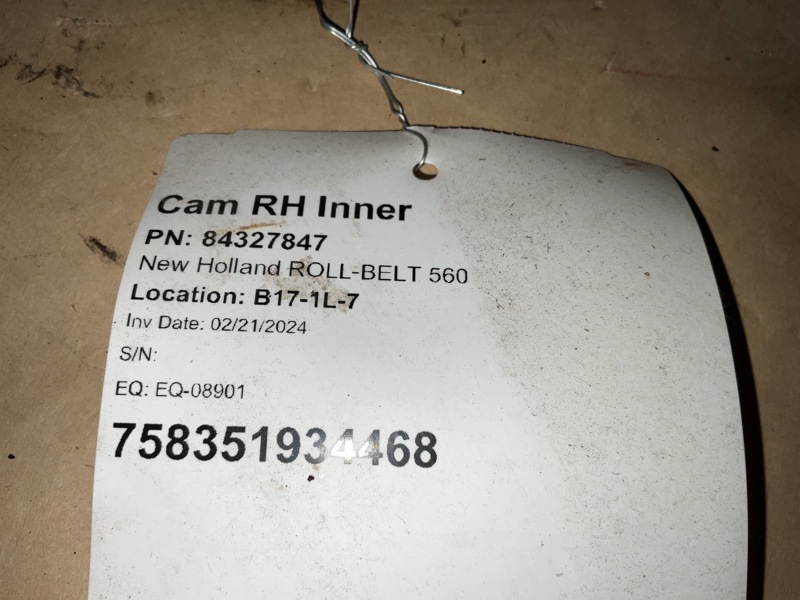 Cam RH Inner
PN: 84327847
New Holland ROLL-BELT 560
Location: B17-1L-7
Inv Date: 02/21/2024
S/N:
EQ: EQ-08901
758351934468